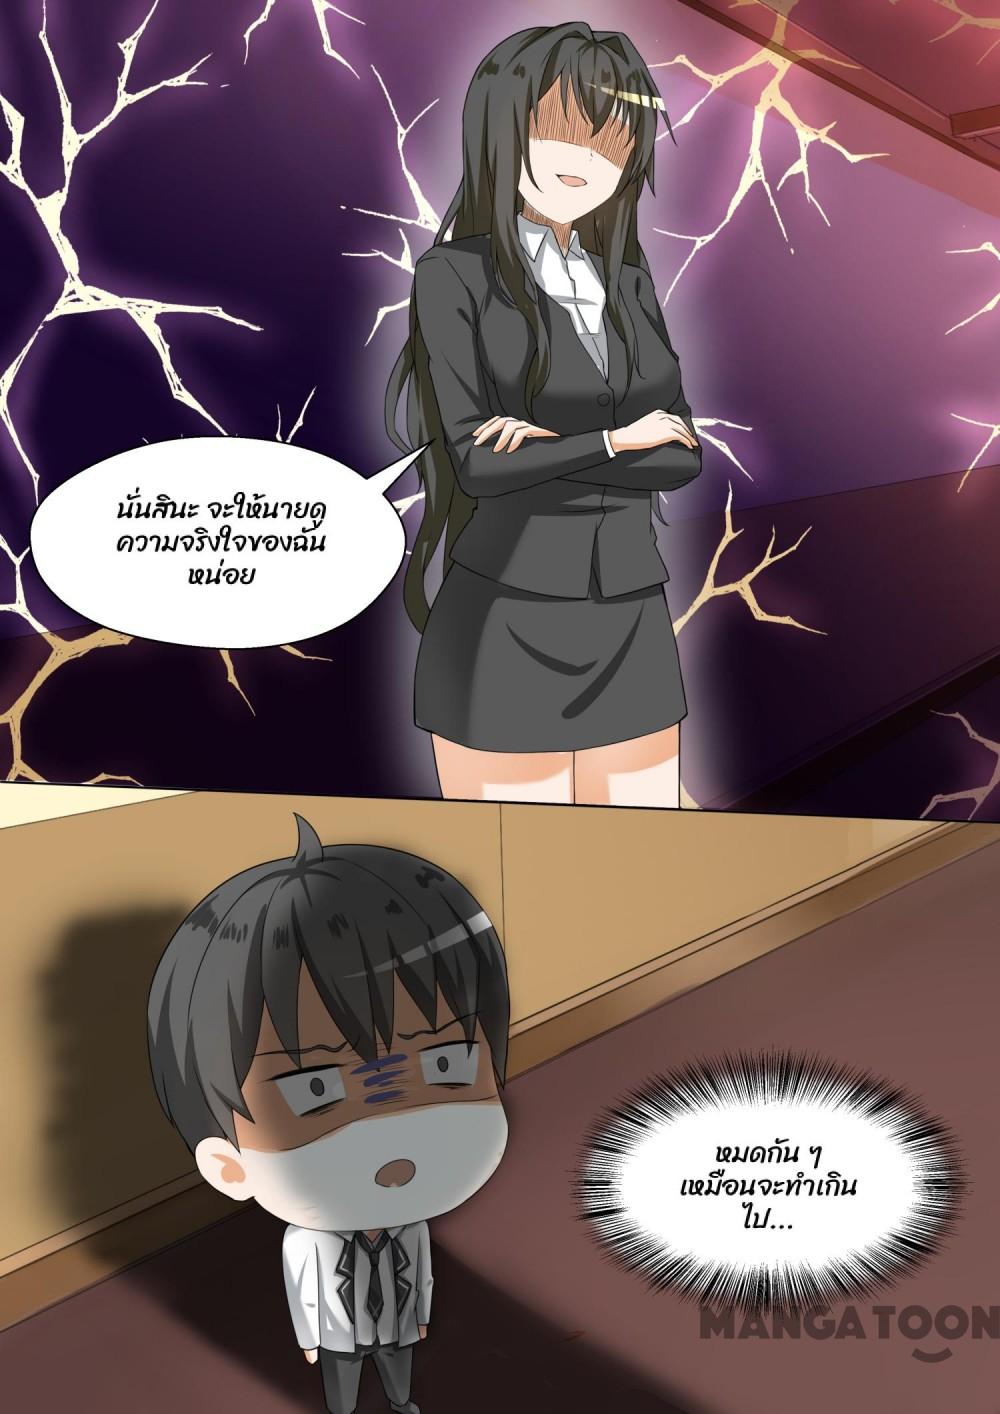 นั่นสินะ จะให้นายดู
ความจริงใจของฉัน
หน่อย
หมดกัน ๆ
เหมือนจะทำเกิน
ไป...
MANGATOON